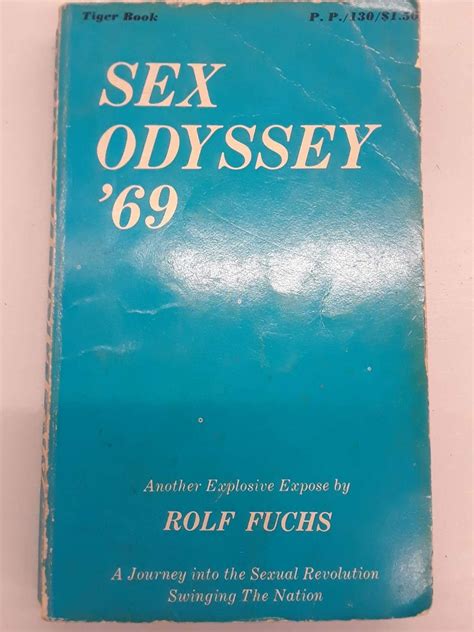 Tiger Book P. P./130/$1.50
SEX
ODYSSEY
’69
Another Explosive Expose by
ROLF FUCHS
A Journey into the Sexual Revolution
Swinging The Nation